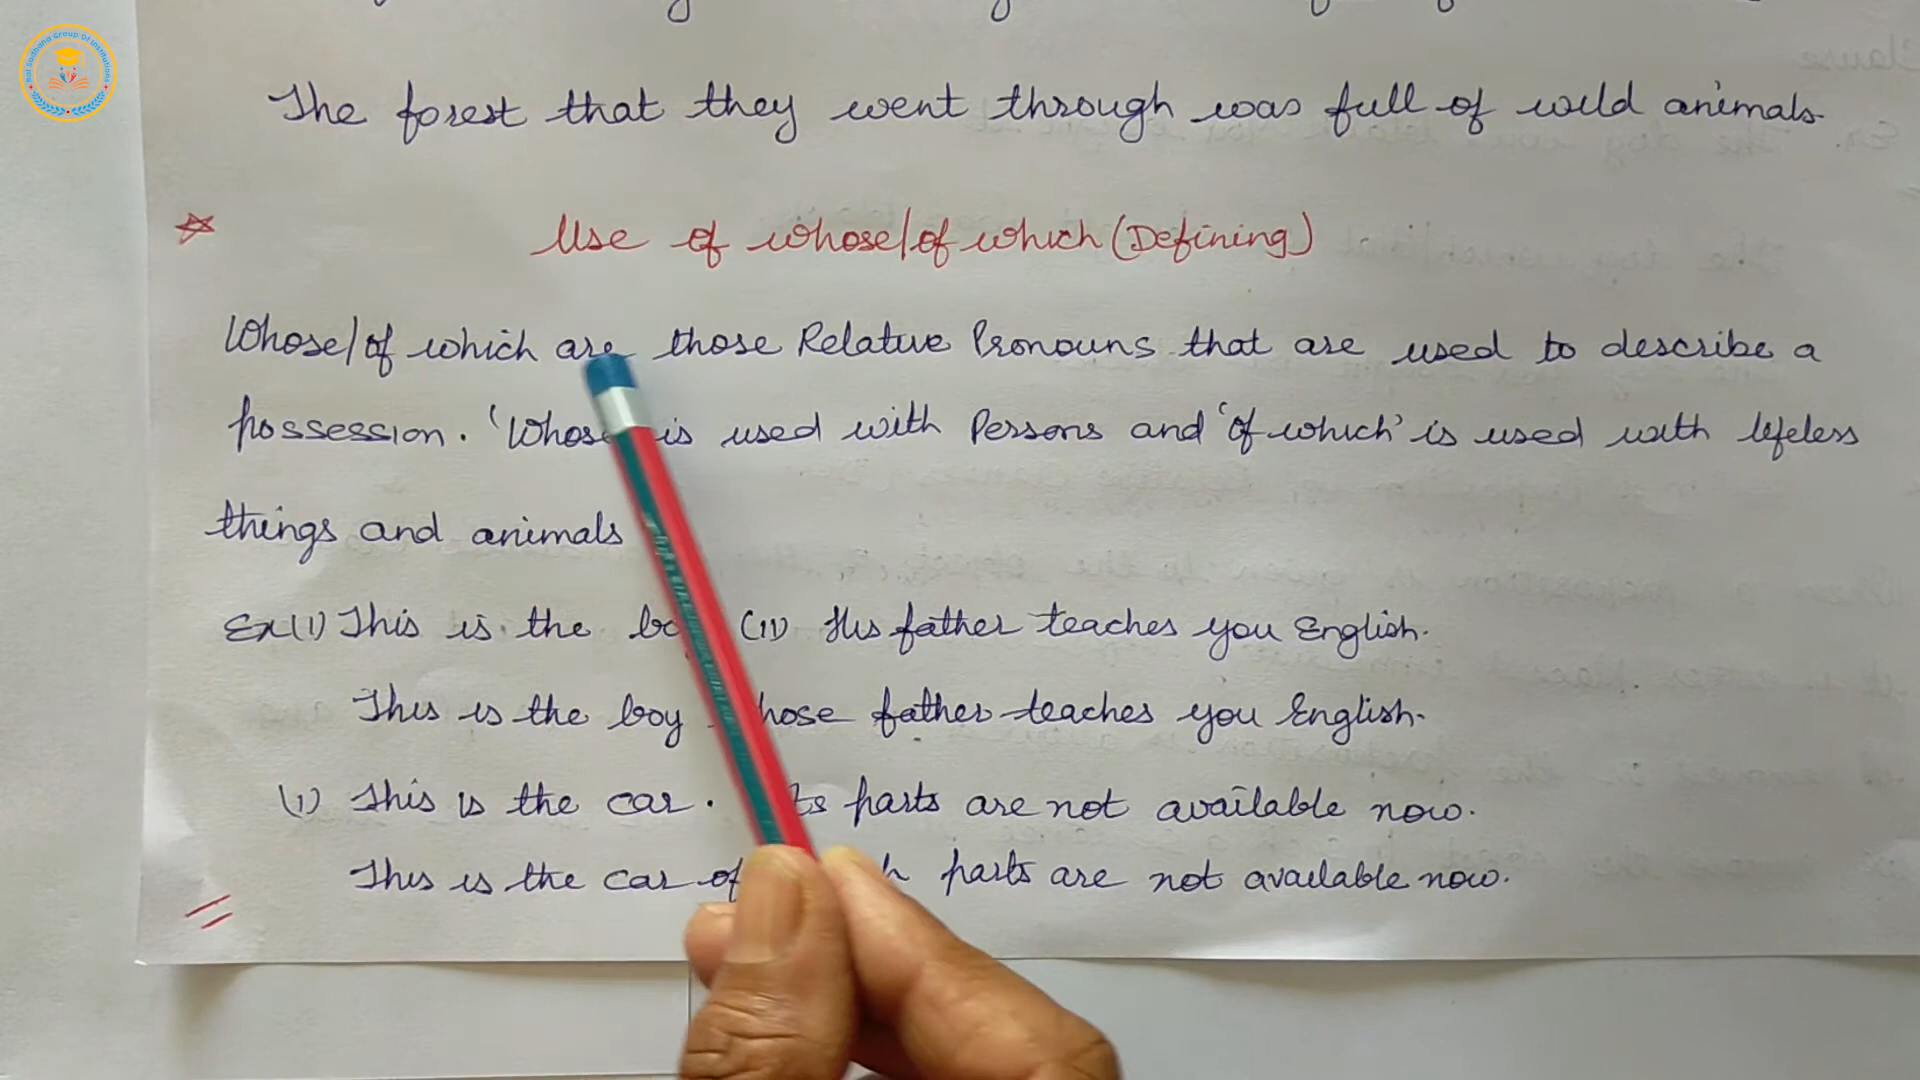 The forest that they went through was full of wild animals.
Use of whose/of which (Defining)
Whose/of which are those Relative Pronouns that are used to describe a
possession. 'Whose is used with Persons and 'of which' is used with lifeless
things and animals
Ex(i) This is the (ii) His father teaches you English.
This is the boy whose father teaches you English.
(i) This is the car. Its parts are not available now.
This is the car of parts are not available now.